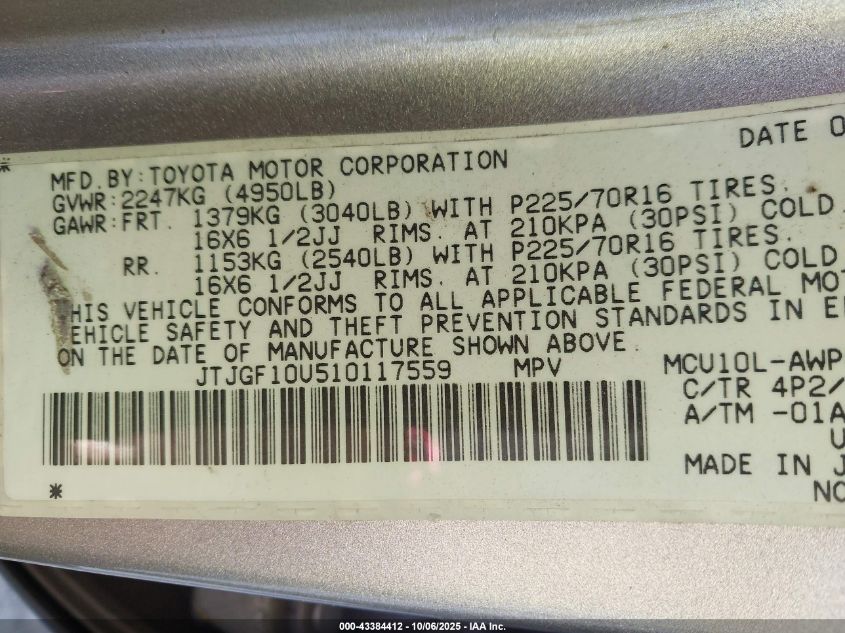 DATE 0
MFD.BY:TOYOTA MOTOR CORPORATION
GVWR:2247KG (4950LB)
GAWR:FRT. 1379KG (3040LB) WITH P225/70R16 TIRES.
16X6 1/2JJ RIMS. AT 210KPA (30PSI) COLD.
RR. 1153KG (2540LB) WITH P225/70R16 TIRES.
16X6 1/2JJ RIMS. AT 210KPA (30PSI) COLD
HIS VEHICLE CONFORMS TO ALL APPLICABLE FEDERAL MOT
EHICLE SAFETY AND THEFT PREVENTION STANDARDS IN E
ON THE DATE OF MANUFACTURE SHOWN ABOVE.
JTJGF10U510117559 MPV MCU10L-AWP
C/TR 4P2/
A/TM -01A
U
MADE IN J
NO
000-43384412 - 10/06/2025 - IAA Inc.